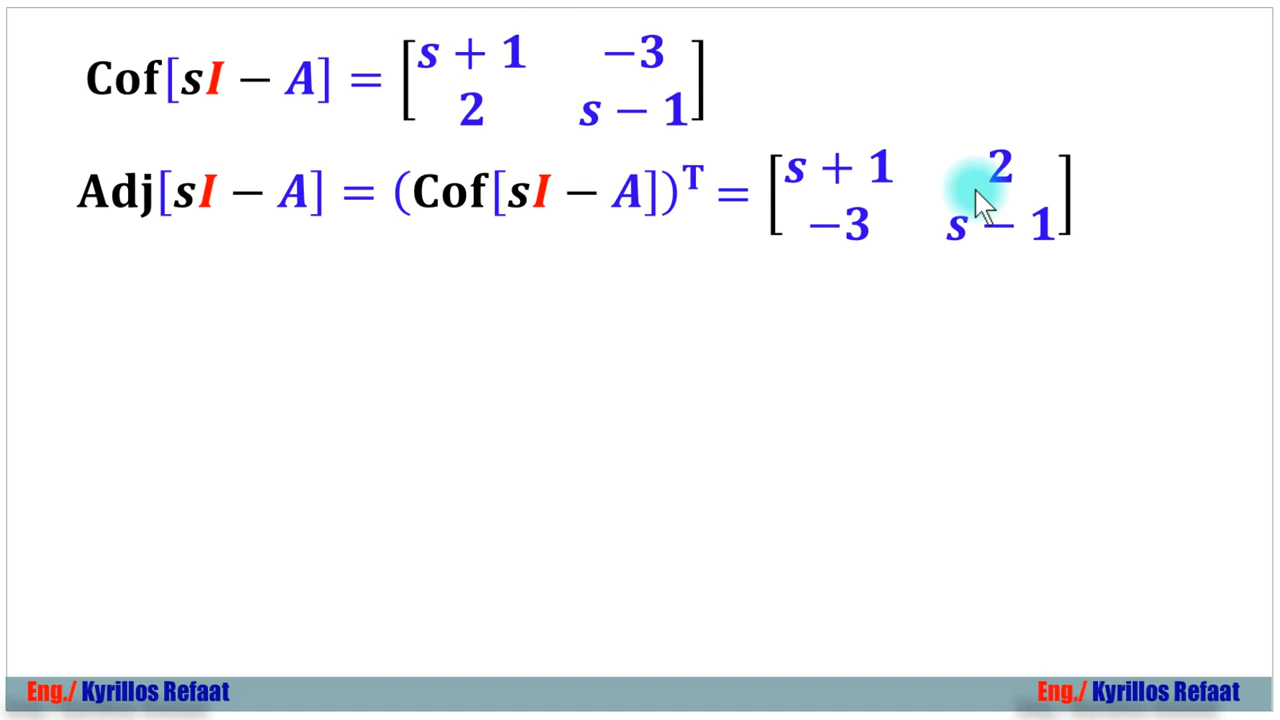 Cof[sI − A] = [s + 1 −3
2 s − 1]
Adj[sI − A] = (Cof[sI − A])ᵀ = [s + 1 2
−3 s − 1]
Eng./ Kyrillos Refaat Eng./ Kyrillos Refaat